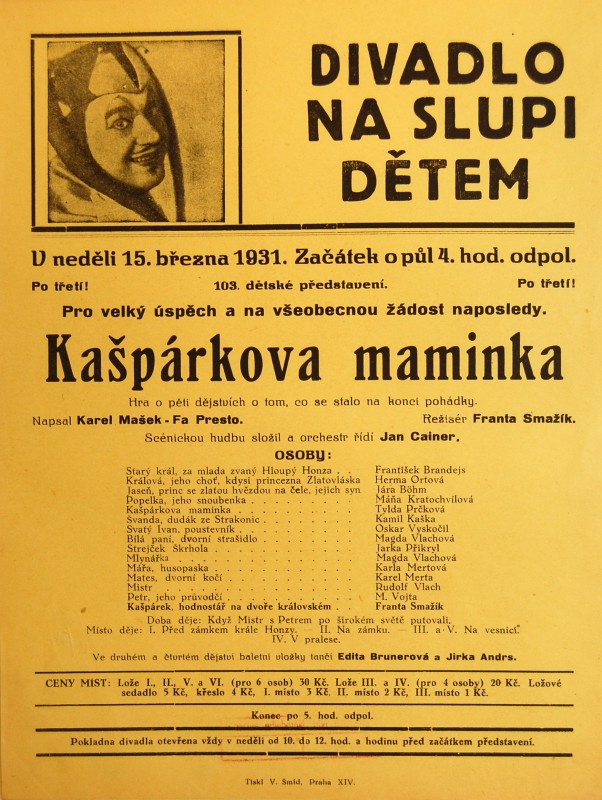 DIVADLO
NA SLUPI
DĚTEM
V neděli 15. března 1931. Začátek o půl 4. hod. odpol.
Po třetí! 103. dětské představení. Po třetí!
Pro velký úspěch a na všeobecnou žádost naposledy.
Kašpárkova maminka
Hra o pěti dějstvích o tom, co se stalo na konci pohádky.
Napsal Karel Mašek - Fa Presto. Režisér Franta Smažík.
Scénickou hudbu složil a orchestr řídí Jan Cainer.
OSOBY:
Starý král, za mlada zvaný Hloupý Honza . . František Brandejs
Králová, jeho choť, kdysi princezna Zlatovláska Herma Ortová
Jaseň, princ se zlatou hvězdou na čele, jejich syn Jára Böhm
Popelka, jeho snoubenka . . . . . . . . . Máňa Kratochvílová
Kašpárkova maminka . . . . . . . . . . Tylda Prčková
Švanda, dudák ze Strakonic . . . . . . . . Kamil Kaška
Svatý Ivan, poustevník . . . . . . . . . Oskar Vyskočil
Bílá paní, dvorní strašidlo . . . . . . . . Magda Vlachová
Strejček Škrhola . . . . . . . . . . . Jarka Přikryl
Mlynářka . . . . . . . . . . . . . Magda Vlachová
Mářa, husopaska . . . . . . . . . . . Karla Mertová
Mates, dvorní kočí . . . . . . . . . . Karel Merta
Mistr . . . . . . . . . . . . . . Rudolf Vlach
Petr, jeho průvodčí . . . . . . . . . . M. Vojta
Kašpárek, hodnostář na dvoře královském . . Franta Smažík
Doba děje: Když Mistr s Petrem po širokém světě putovali.
Místo děje: I. Před zámkem krále Honzy. — II. Na zámku. — III. a V. Na vesnici.
IV. V pralese.
Ve druhém a čtvrtém dějství baletní vložky tančí Edita Brunerová a Jirka Andrs.
CENY MÍST: Lože I., II., V. a VI. (pro 6 osob) 30 Kč. Lože III. a IV. (pro 4 osoby) 20 Kč. Ložové
sedadlo 5 Kč, křeslo 4 Kč, I. místo 3 Kč. II. místo 2 Kč, III. místo 1 Kč.
Konec po 5. hod. odpol.
Pokladna divadla otevřena vždy v neděli od 10. do 12. hod. a hodinu před začátkem představení.
Tiskl V. Šmíd, Praha XIV.